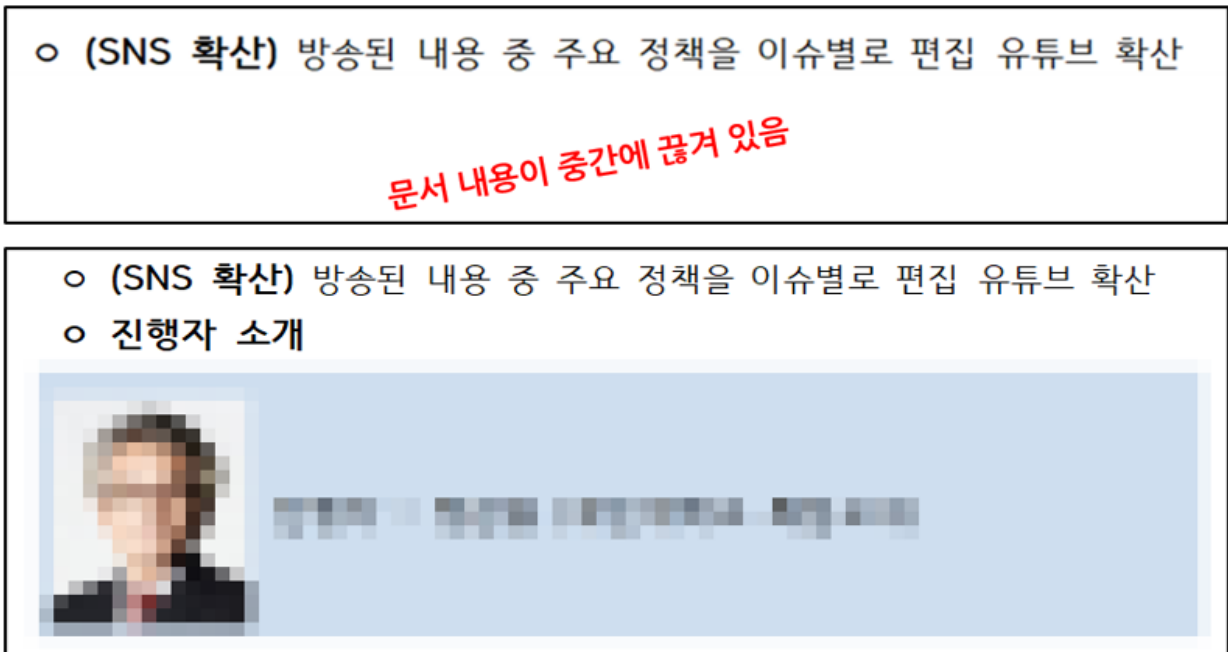 ㅇ (SNS 확산) 방송된 내용 중 주요 정책을 이슈별로 편집 유튜브 확산
문서 내용이 중간에 끊겨 있음
ㅇ (SNS 확산) 방송된 내용 중 주요 정책을 이슈별로 편집 유튜브 확산
ㅇ 진행자 소개